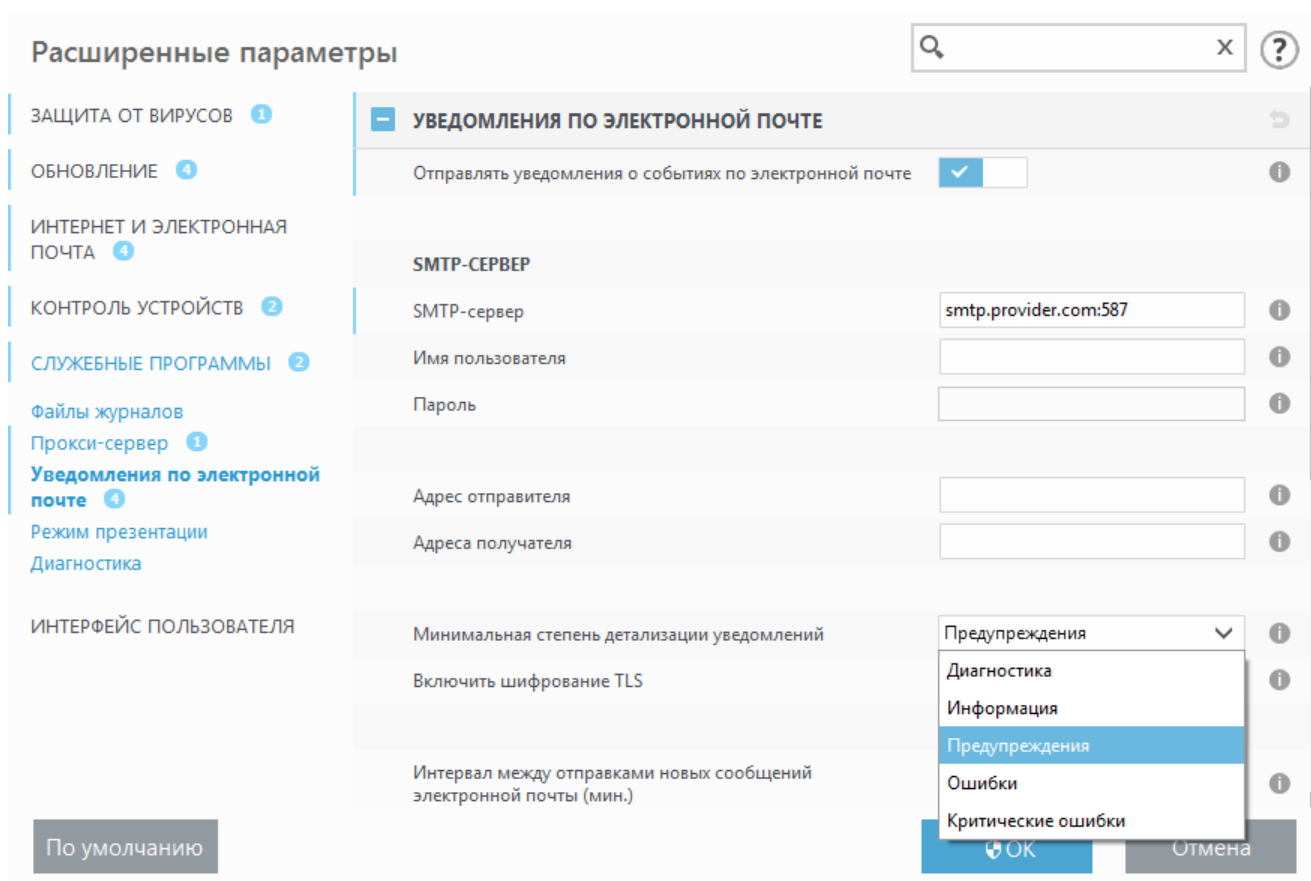 Расширенные параметры
X
?
ЗАЩИТА ОТ ВИРУСОВ 1
ОБНОВЛЕНИЕ 4
ИНТЕРНЕТ И ЭЛЕКТРОННАЯ
ПОЧТА 4
КОНТРОЛЬ УСТРОЙСТВ 2
СЛУЖЕБНЫЕ ПРОГРАММЫ 2
Файлы журналов
Прокси-сервер 1
Уведомления по электронной
почте 4
Режим презентации
Диагностика
ИНТЕРФЕЙС ПОЛЬЗОВАТЕЛЯ
УВЕДОМЛЕНИЯ ПО ЭЛЕКТРОННОЙ ПОЧТЕ
Отправлять уведомления о событиях по электронной почте
SMTP-СЕРВЕР
SMTP-сервер smtp.provider.com:587
Имя пользователя
Пароль
Адрес отправителя
Адреса получателя
Минимальная степень детализации уведомлений Предупреждения
Диагностика
Информация
Предупреждения
Ошибки
Критические ошибки
Включить шифрование TLS
Интервал между отправками новых сообщений
электронной почты (мин.)
По умолчанию
OK
Отмена